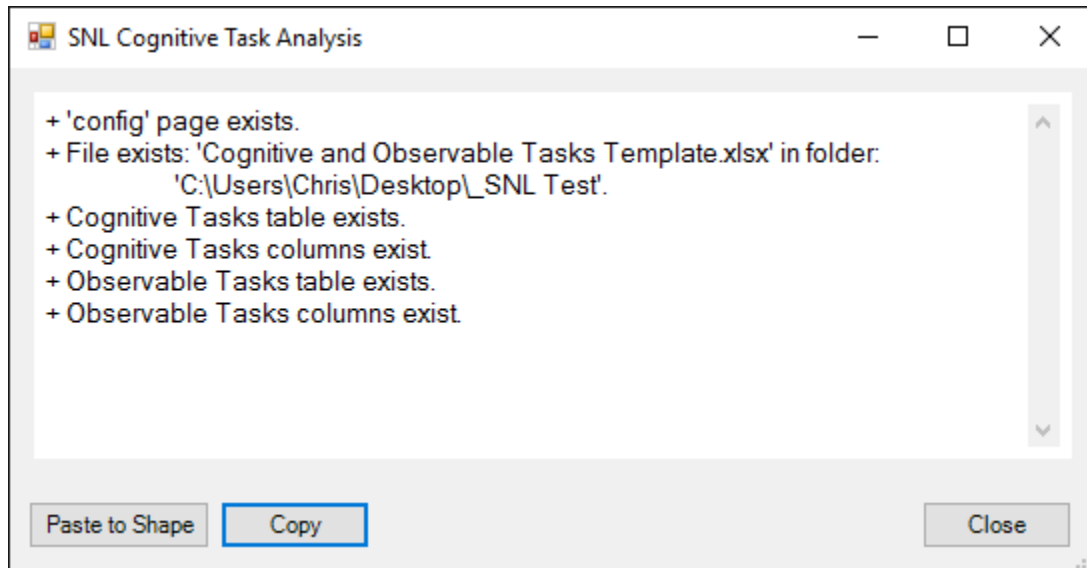 SNL Cognitive Task Analysis
+ 'config' page exists.
+ File exists: 'Cognitive and Observable Tasks Template.xlsx' in folder:
'C:\Users\Chris\Desktop\_SNL Test'.
+ Cognitive Tasks table exists.
+ Cognitive Tasks columns exist.
+ Observable Tasks table exists.
+ Observable Tasks columns exist.
Paste to Shape Copy Close